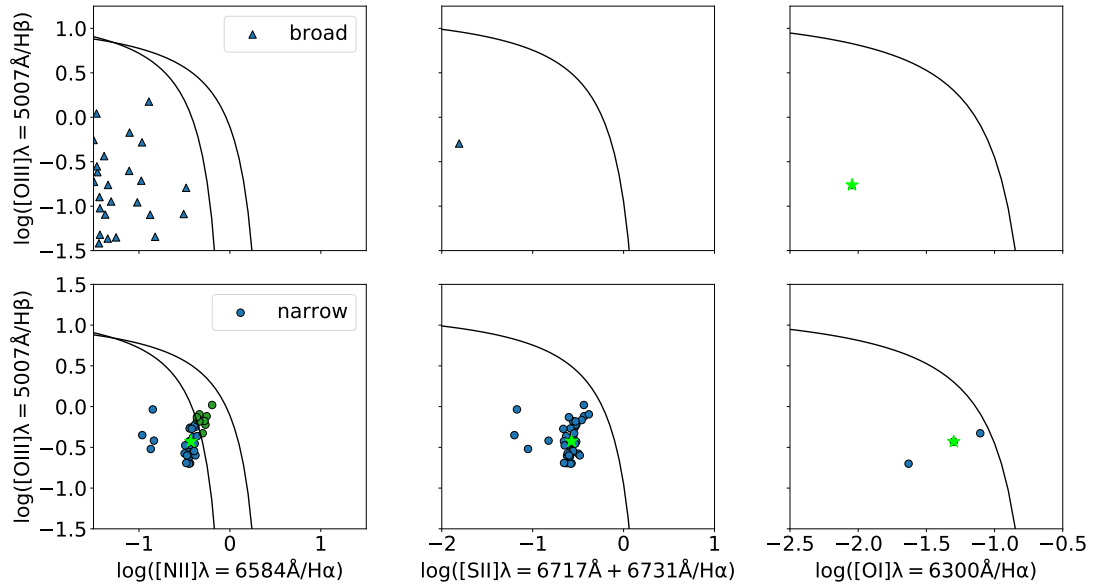 broad
1.0
0.5
0.0
−0.5
−1.0
−1.5
log([OIII]λ = 5007Å/Hβ)
narrow
1.5
1.0
0.5
0.0
−0.5
−1.0
−1.5
log([OIII]λ = 5007Å/Hβ)
−1 0 1
−2 −1 0 1
−2.5 −2.0 −1.5 −1.0 −0.5
log([NII]λ = 6584Å/Hα)
log([SII]λ = 6717Å + 6731Å/Hα)
log([OI]λ = 6300Å/Hα)